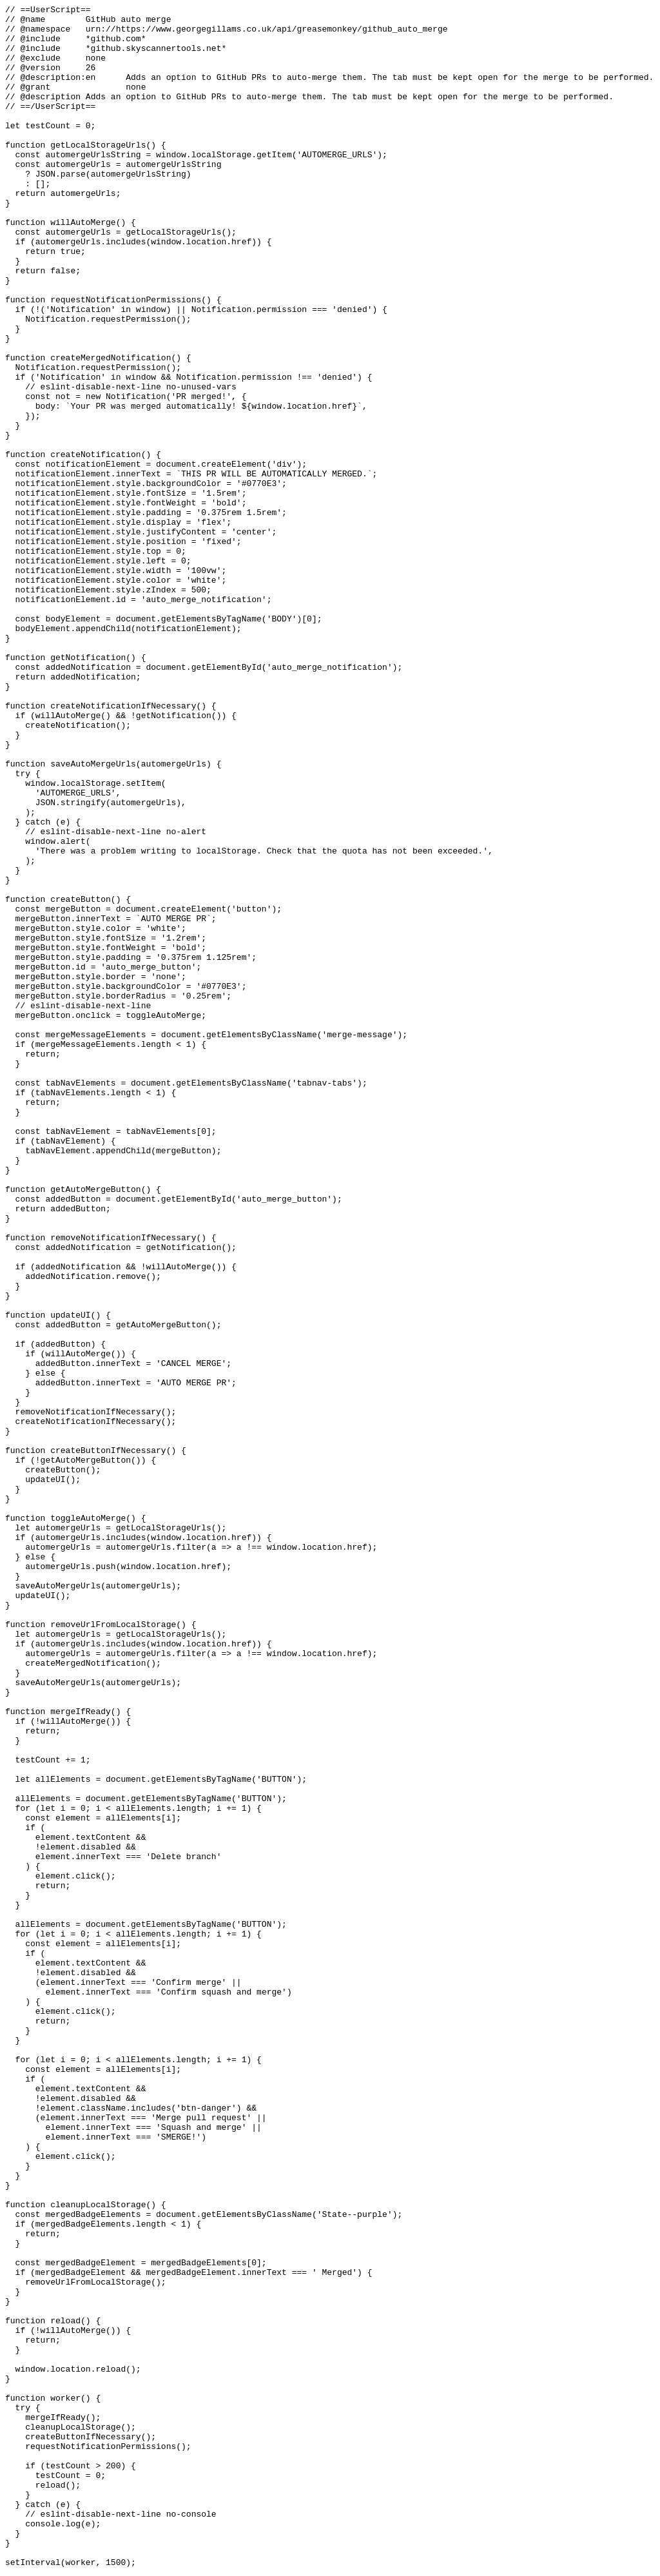 // ==UserScript==
// @name        GitHub auto merge
// @namespace   urn://https://www.georgegillams.co.uk/api/greasemonkey/github_auto_merge
// @include     *github.com*
// @include     *github.skyscannertools.net*
// @exclude     none
// @version     26
// @description:en      Adds an option to GitHub PRs to auto-merge them. The tab must be kept open for the merge to be performed.
// @grant               none
// @description Adds an option to GitHub PRs to auto-merge them. The tab must be kept open for the merge to be performed.
// ==/UserScript==

let testCount = 0;

function getLocalStorageUrls() {
  const automergeUrlsString = window.localStorage.getItem('AUTOMERGE_URLS');
  const automergeUrls = automergeUrlsString
    ? JSON.parse(automergeUrlsString)
    : [];
  return automergeUrls;
}

function willAutoMerge() {
  const automergeUrls = getLocalStorageUrls();
  if (automergeUrls.includes(window.location.href)) {
    return true;
  }
  return false;
}

function requestNotificationPermissions() {
  if (!('Notification' in window) || Notification.permission === 'denied') {
    Notification.requestPermission();
  }
}

function createMergedNotification() {
  Notification.requestPermission();
  if ('Notification' in window && Notification.permission !== 'denied') {
    // eslint-disable-next-line no-unused-vars
    const not = new Notification('PR merged!', {
      body: `Your PR was merged automatically! ${window.location.href}`,
    });
  }
}

function createNotification() {
  const notificationElement = document.createElement('div');
  notificationElement.innerText = `THIS PR WILL BE AUTOMATICALLY MERGED.`;
  notificationElement.style.backgroundColor = '#0770E3';
  notificationElement.style.fontSize = '1.5rem';
  notificationElement.style.fontWeight = 'bold';
  notificationElement.style.padding = '0.375rem 1.5rem';
  notificationElement.style.display = 'flex';
  notificationElement.style.justifyContent = 'center';
  notificationElement.style.position = 'fixed';
  notificationElement.style.top = 0;
  notificationElement.style.left = 0;
  notificationElement.style.width = '100vw';
  notificationElement.style.color = 'white';
  notificationElement.style.zIndex = 500;
  notificationElement.id = 'auto_merge_notification';

  const bodyElement = document.getElementsByTagName('BODY')[0];
  bodyElement.appendChild(notificationElement);
}

function getNotification() {
  const addedNotification = document.getElementById('auto_merge_notification');
  return addedNotification;
}

function createNotificationIfNecessary() {
  if (willAutoMerge() && !getNotification()) {
    createNotification();
  }
}

function saveAutoMergeUrls(automergeUrls) {
  try {
    window.localStorage.setItem(
      'AUTOMERGE_URLS',
      JSON.stringify(automergeUrls),
    );
  } catch (e) {
    // eslint-disable-next-line no-alert
    window.alert(
      'There was a problem writing to localStorage. Check that the quota has not been exceeded.',
    );
  }
}

function createButton() {
  const mergeButton = document.createElement('button');
  mergeButton.innerText = `AUTO MERGE PR`;
  mergeButton.style.color = 'white';
  mergeButton.style.fontSize = '1.2rem';
  mergeButton.style.fontWeight = 'bold';
  mergeButton.style.padding = '0.375rem 1.125rem';
  mergeButton.id = 'auto_merge_button';
  mergeButton.style.border = 'none';
  mergeButton.style.backgroundColor = '#0770E3';
  mergeButton.style.borderRadius = '0.25rem';
  // eslint-disable-next-line
  mergeButton.onclick = toggleAutoMerge;

  const mergeMessageElements = document.getElementsByClassName('merge-message');
  if (mergeMessageElements.length < 1) {
    return;
  }

  const tabNavElements = document.getElementsByClassName('tabnav-tabs');
  if (tabNavElements.length < 1) {
    return;
  }

  const tabNavElement = tabNavElements[0];
  if (tabNavElement) {
    tabNavElement.appendChild(mergeButton);
  }
}

function getAutoMergeButton() {
  const addedButton = document.getElementById('auto_merge_button');
  return addedButton;
}

function removeNotificationIfNecessary() {
  const addedNotification = getNotification();

  if (addedNotification && !willAutoMerge()) {
    addedNotification.remove();
  }
}

function updateUI() {
  const addedButton = getAutoMergeButton();

  if (addedButton) {
    if (willAutoMerge()) {
      addedButton.innerText = 'CANCEL MERGE';
    } else {
      addedButton.innerText = 'AUTO MERGE PR';
    }
  }
  removeNotificationIfNecessary();
  createNotificationIfNecessary();
}

function createButtonIfNecessary() {
  if (!getAutoMergeButton()) {
    createButton();
    updateUI();
  }
}

function toggleAutoMerge() {
  let automergeUrls = getLocalStorageUrls();
  if (automergeUrls.includes(window.location.href)) {
    automergeUrls = automergeUrls.filter(a => a !== window.location.href);
  } else {
    automergeUrls.push(window.location.href);
  }
  saveAutoMergeUrls(automergeUrls);
  updateUI();
}

function removeUrlFromLocalStorage() {
  let automergeUrls = getLocalStorageUrls();
  if (automergeUrls.includes(window.location.href)) {
    automergeUrls = automergeUrls.filter(a => a !== window.location.href);
    createMergedNotification();
  }
  saveAutoMergeUrls(automergeUrls);
}

function mergeIfReady() {
  if (!willAutoMerge()) {
    return;
  }

  testCount += 1;

  let allElements = document.getElementsByTagName('BUTTON');

  allElements = document.getElementsByTagName('BUTTON');
  for (let i = 0; i < allElements.length; i += 1) {
    const element = allElements[i];
    if (
      element.textContent &&
      !element.disabled &&
      element.innerText === 'Delete branch'
    ) {
      element.click();
      return;
    }
  }

  allElements = document.getElementsByTagName('BUTTON');
  for (let i = 0; i < allElements.length; i += 1) {
    const element = allElements[i];
    if (
      element.textContent &&
      !element.disabled &&
      (element.innerText === 'Confirm merge' ||
        element.innerText === 'Confirm squash and merge')
    ) {
      element.click();
      return;
    }
  }

  for (let i = 0; i < allElements.length; i += 1) {
    const element = allElements[i];
    if (
      element.textContent &&
      !element.disabled &&
      !element.className.includes('btn-danger') &&
      (element.innerText === 'Merge pull request' ||
        element.innerText === 'Squash and merge' ||
        element.innerText === 'SMERGE!')
    ) {
      element.click();
    }
  }
}

function cleanupLocalStorage() {
  const mergedBadgeElements = document.getElementsByClassName('State--purple');
  if (mergedBadgeElements.length < 1) {
    return;
  }

  const mergedBadgeElement = mergedBadgeElements[0];
  if (mergedBadgeElement && mergedBadgeElement.innerText === ' Merged') {
    removeUrlFromLocalStorage();
  }
}

function reload() {
  if (!willAutoMerge()) {
    return;
  }

  window.location.reload();
}

function worker() {
  try {
    mergeIfReady();
    cleanupLocalStorage();
    createButtonIfNecessary();
    requestNotificationPermissions();

    if (testCount > 200) {
      testCount = 0;
      reload();
    }
  } catch (e) {
    // eslint-disable-next-line no-console
    console.log(e);
  }
}

setInterval(worker, 1500);